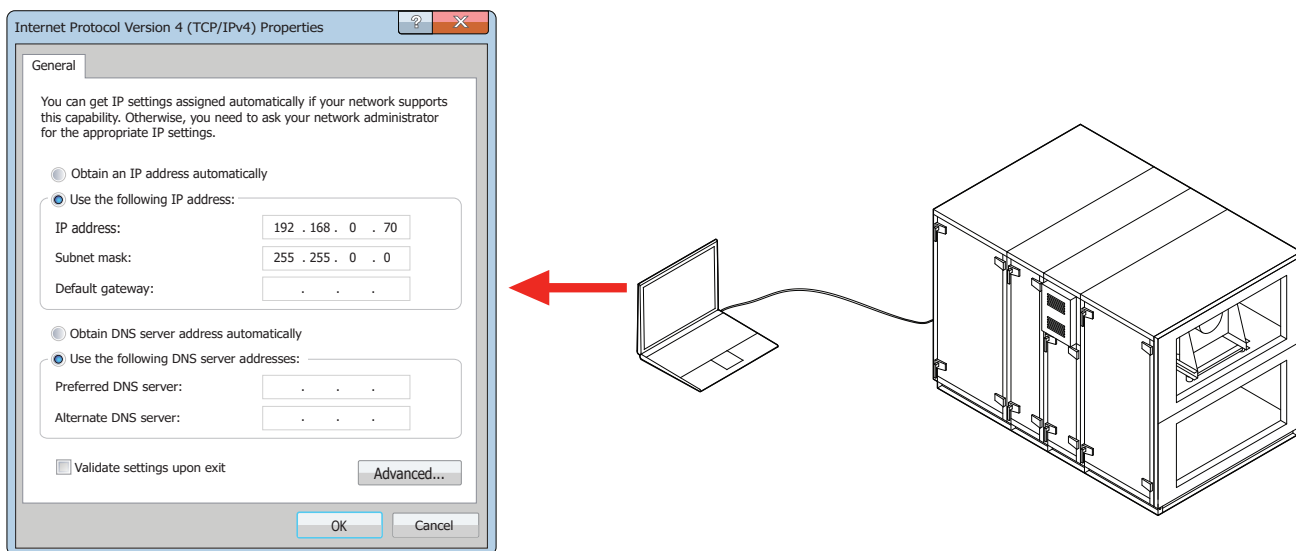 Internet Protocol Version 4 (TCP/IPv4) Properties
?
X
General
You can get IP settings assigned automatically if your network supports
this capability. Otherwise, you need to ask your network administrator
for the appropriate IP settings.
Obtain an IP address automatically
Use the following IP address:
IP address: 192 . 168 . 0 . 70
Subnet mask: 255 . 255 . 0 . 0
Default gateway: . . .
Obtain DNS server address automatically
Use the following DNS server addresses:
Preferred DNS server: . . .
Alternate DNS server: . . .
Validate settings upon exit
Advanced...
OK Cancel